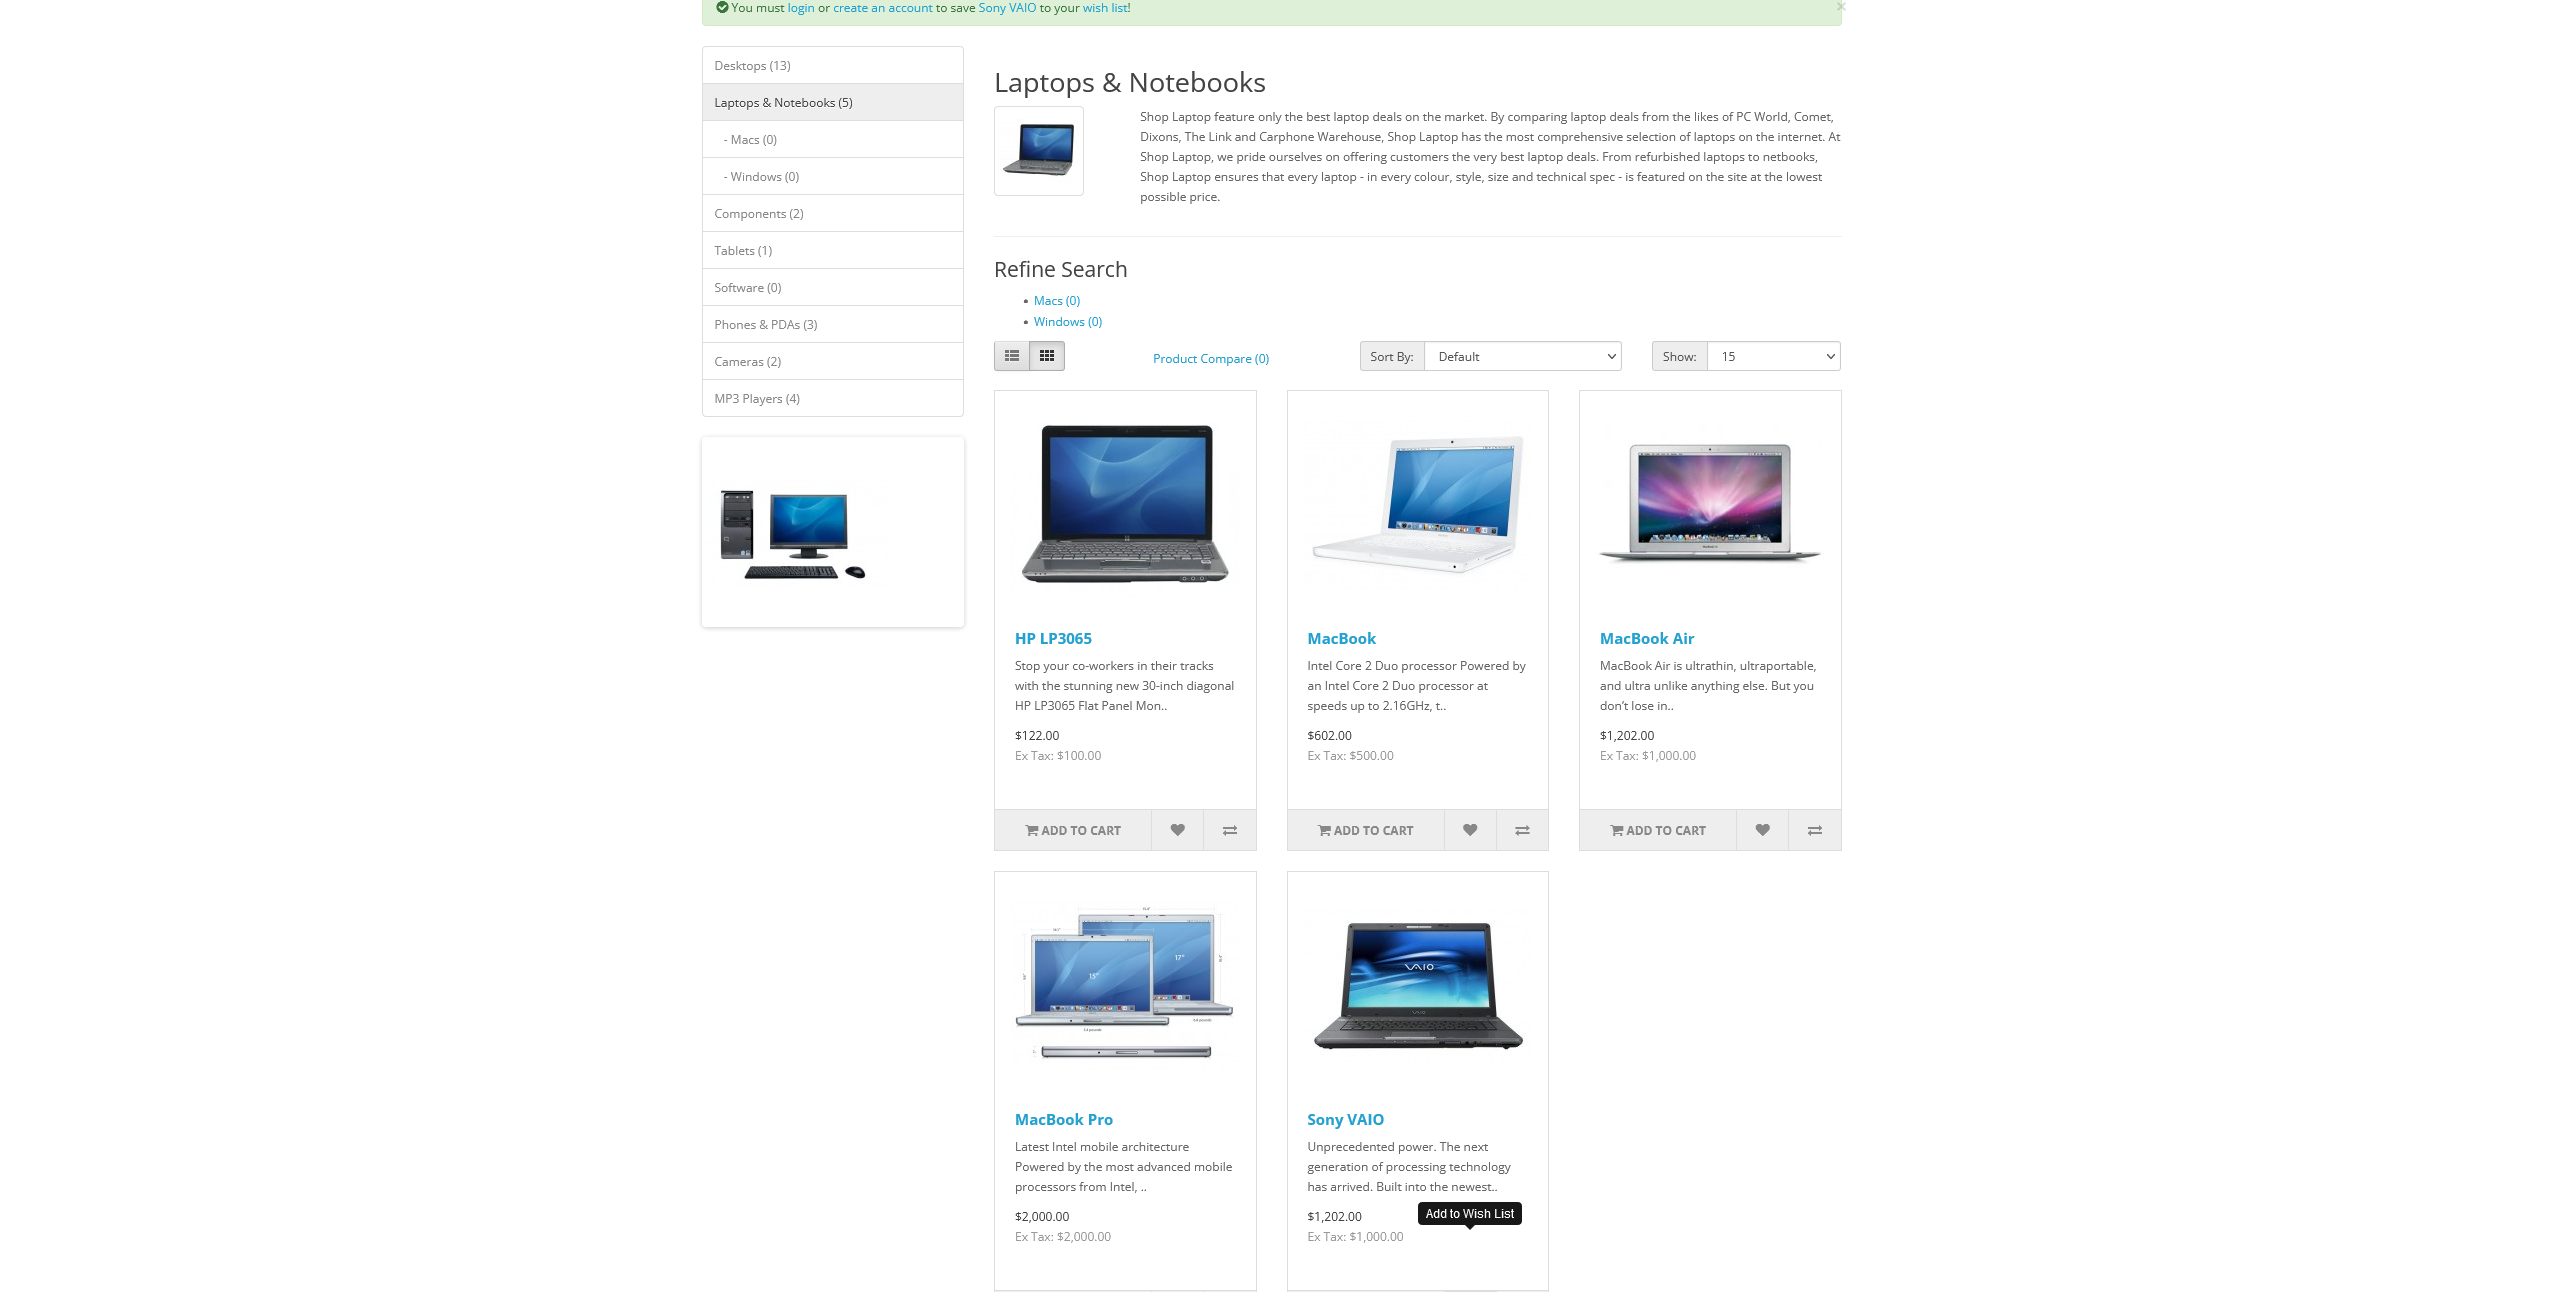 You must login or create an account to save Sony VAIO to your wish list!
×
Desktops (13)
Laptops & Notebooks (5)
- Macs (0)
- Windows (0)
Components (2)
Tablets (1)
Software (0)
Phones & PDAs (3)
Cameras (2)
MP3 Players (4)
Laptops & Notebooks
Shop Laptop feature only the best laptop deals on the market. By comparing laptop deals from the likes of PC World, Comet,
Dixons, The Link and Carphone Warehouse, Shop Laptop has the most comprehensive selection of laptops on the internet. At
Shop Laptop, we pride ourselves on offering customers the very best laptop deals. From refurbished laptops to netbooks,
Shop Laptop ensures that every laptop - in every colour, style, size and technical spec - is featured on the site at the lowest
possible price.
Refine Search
• Macs (0)
• Windows (0)
Product Compare (0)
Sort By: Default
Show: 15
HP LP3065
Stop your co-workers in their tracks
with the stunning new 30-inch diagonal
HP LP3065 Flat Panel Mon..
$122.00
Ex Tax: $100.00
ADD TO CART
MacBook
Intel Core 2 Duo processor Powered by
an Intel Core 2 Duo processor at
speeds up to 2.16GHz, t..
$602.00
Ex Tax: $500.00
ADD TO CART
MacBook Air
MacBook Air is ultrathin, ultraportable,
and ultra unlike anything else. But you
don't lose in..
$1,202.00
Ex Tax: $1,000.00
ADD TO CART
15"
17"
MacBook Pro
Latest Intel mobile architecture
Powered by the most advanced mobile
processors from Intel, ..
$2,000.00
Ex Tax: $2,000.00
VAIO
Sony VAIO
Unprecedented power. The next
generation of processing technology
has arrived. Built into the newest..
Add to Wish List
$1,202.00
Ex Tax: $1,000.00